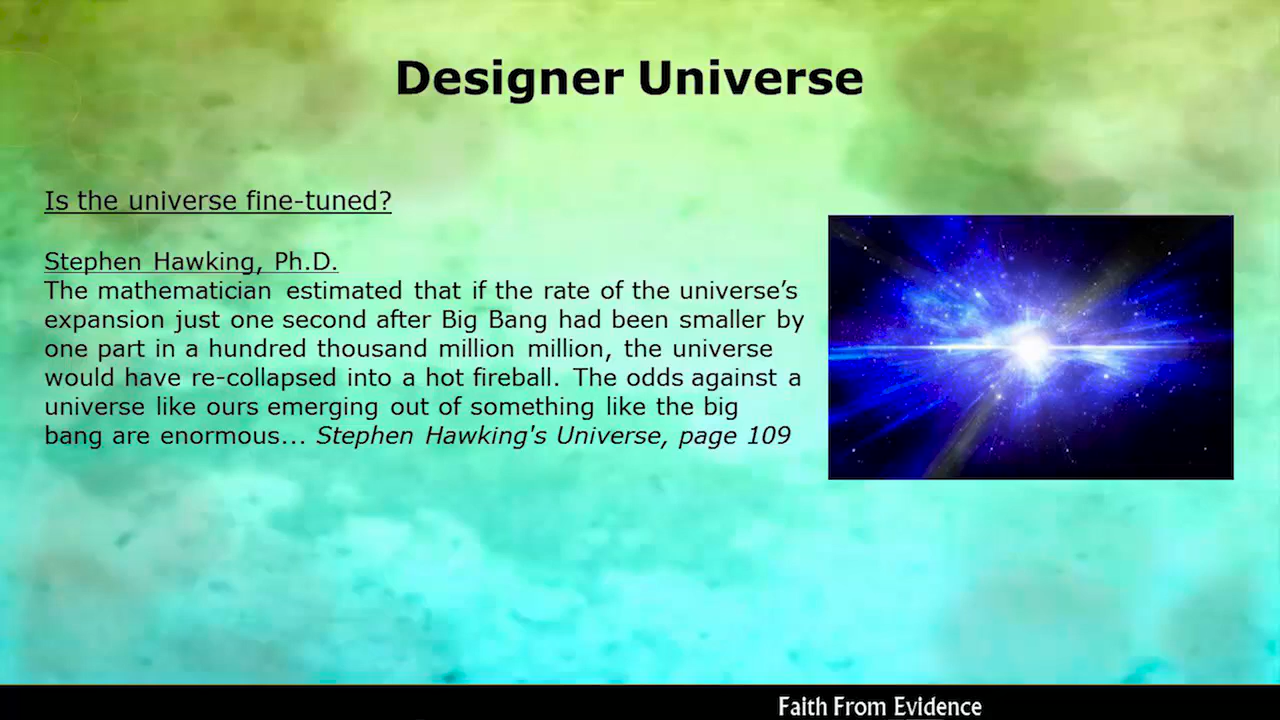 Designer Universe
Is the universe fine-tuned?
Stephen Hawking, Ph.D.
The mathematician estimated that if the rate of the universe's
expansion just one second after Big Bang had been smaller by
one part in a hundred thousand million million, the universe
would have re-collapsed into a hot fireball. The odds against a
universe like ours emerging out of something like the big
bang are enormous... Stephen Hawking's Universe, page 109
Faith From Evidence